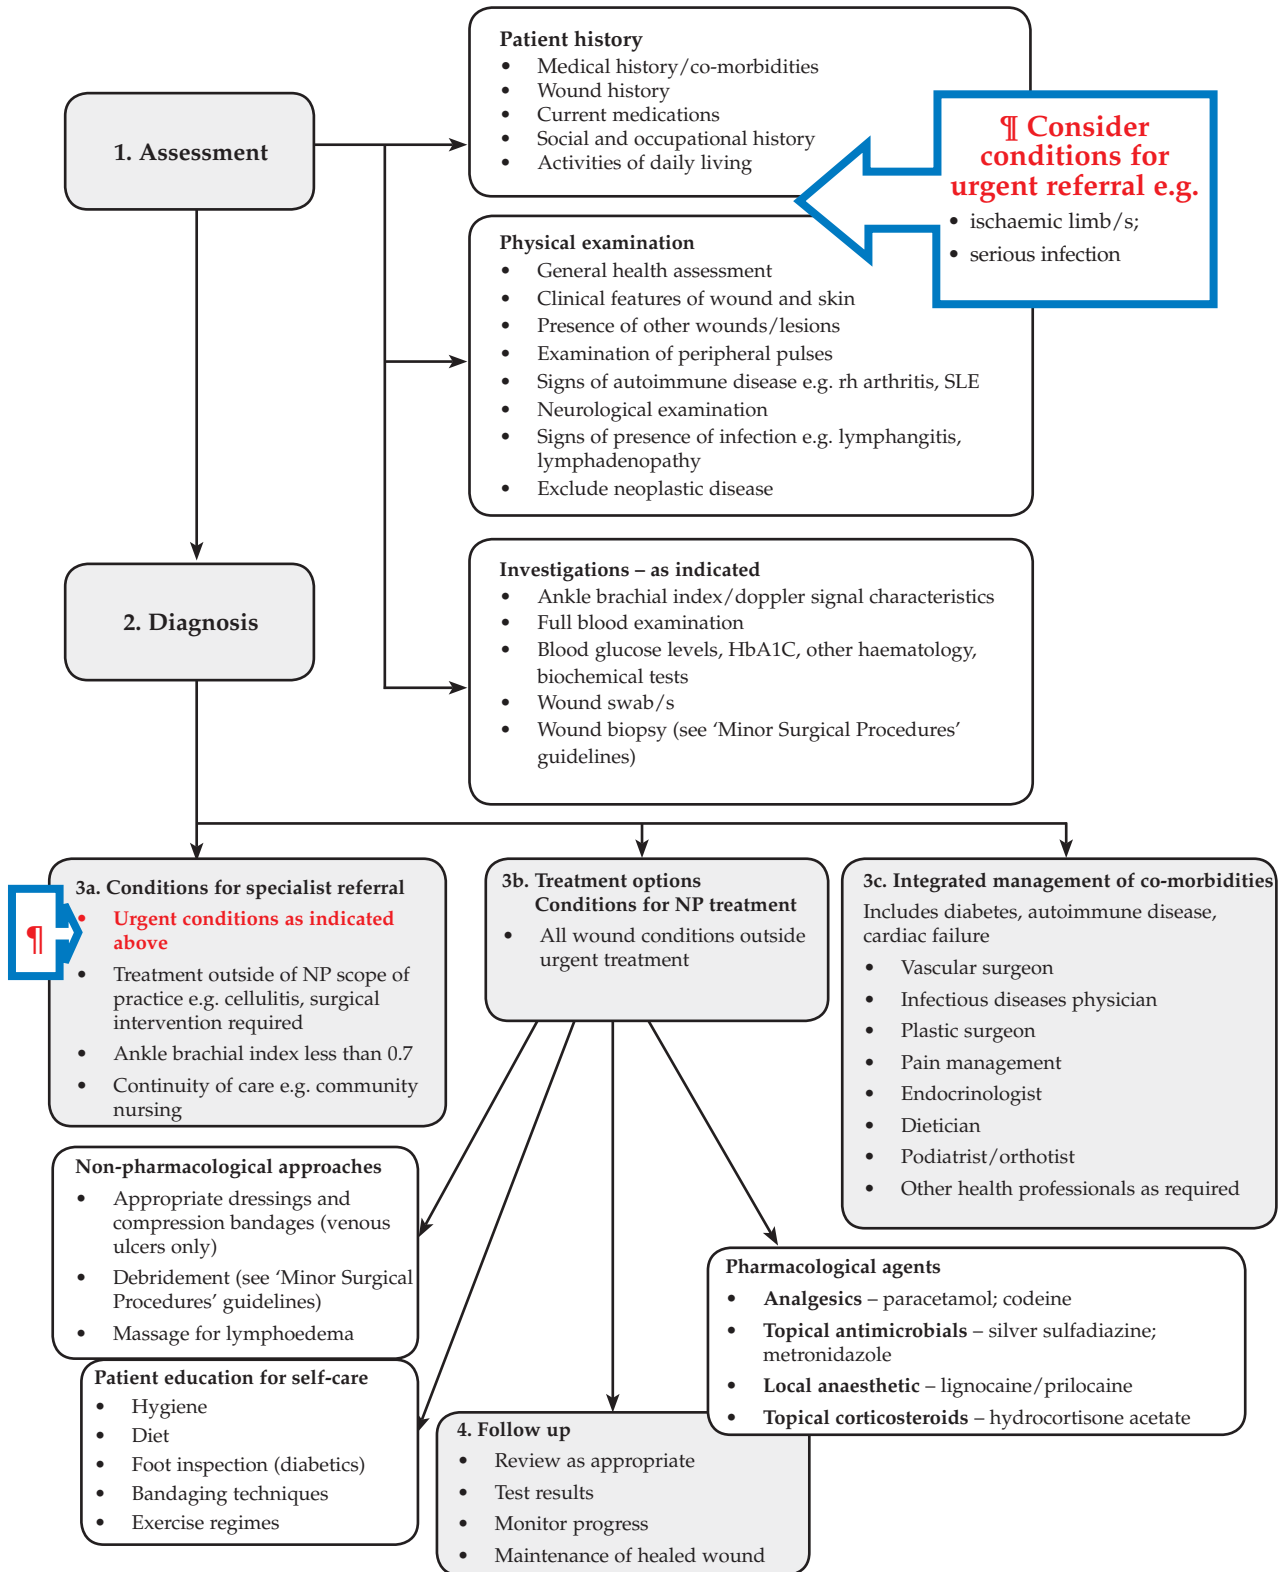 Patient history
• Medical history/co-morbidities
• Wound history
• Current medications
• Social and occupational history
• Activities of daily living
1. Assessment
¶ Consider
conditions for
urgent referral e.g.
• ischaemic limb/s;
• serious infection
Physical examination
• General health assessment
• Clinical features of wound and skin
• Presence of other wounds/lesions
• Examination of peripheral pulses
• Signs of autoimmune disease e.g. rh arthritis, SLE
• Neurological examination
• Signs of presence of infection e.g. lymphangitis,
lymphadenopathy
• Exclude neoplastic disease
2. Diagnosis
Investigations – as indicated
• Ankle brachial index/doppler signal characteristics
• Full blood examination
• Blood glucose levels, HbA1C, other haematology,
biochemical tests
• Wound swab/s
• Wound biopsy (see ‘Minor Surgical Procedures’
guidelines)
3a. Conditions for specialist referral
¶
• Urgent conditions as indicated
above
• Treatment outside of NP scope of
practice e.g. cellulitis, surgical
intervention required
• Ankle brachial index less than 0.7
• Continuity of care e.g. community
nursing
3b. Treatment options
Conditions for NP treatment
• All wound conditions outside
urgent treatment
3c. Integrated management of co-morbidities
Includes diabetes, autoimmune disease,
cardiac failure
• Vascular surgeon
• Infectious diseases physician
• Plastic surgeon
• Pain management
• Endocrinologist
• Dietician
• Podiatrist/orthotist
• Other health professionals as required
Non-pharmacological approaches
• Appropriate dressings and
compression bandages (venous
ulcers only)
• Debridement (see ‘Minor Surgical
Procedures’ guidelines)
• Massage for lymphoedema
Pharmacological agents
• Analgesics – paracetamol; codeine
• Topical antimicrobials – silver sulfadiazine;
metronidazole
• Local anaesthetic – lignocaine/prilocaine
• Topical corticosteroids – hydrocortisone acetate
Patient education for self-care
• Hygiene
• Diet
• Foot inspection (diabetics)
• Bandaging techniques
• Exercise regimes
4. Follow up
• Review as appropriate
• Test results
• Monitor progress
• Maintenance of healed wound